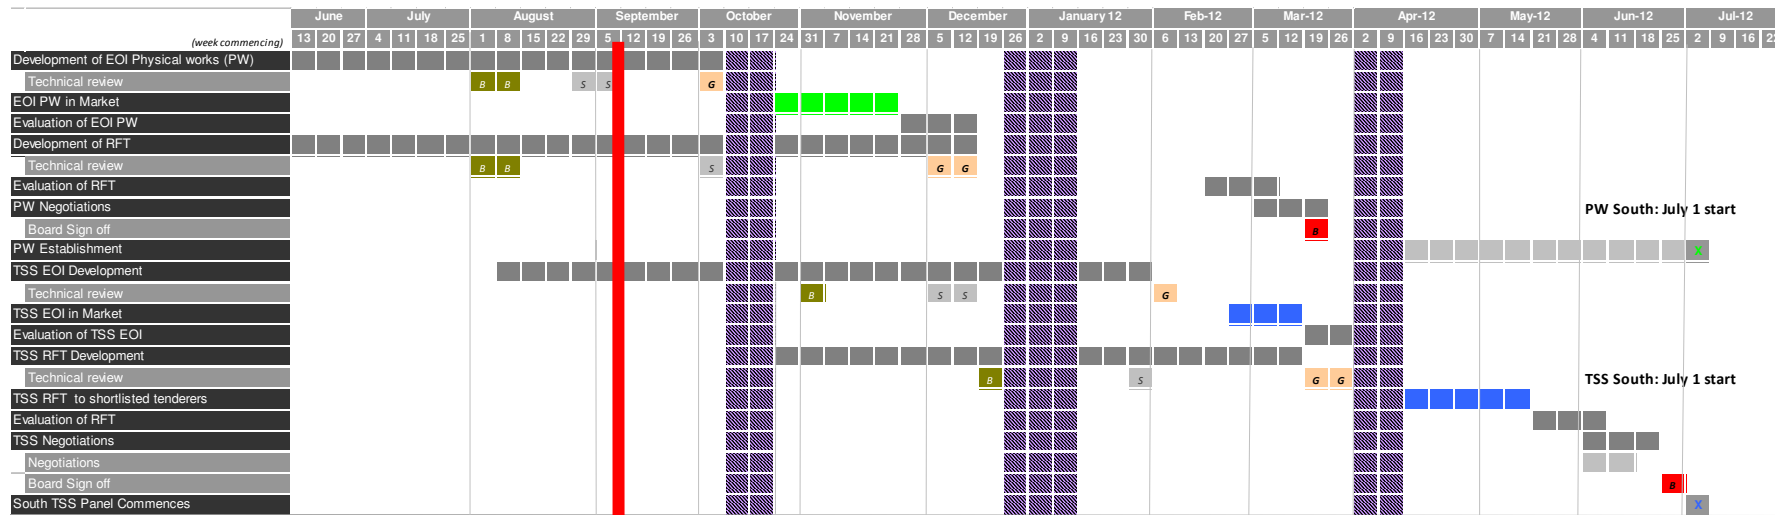 June July August September October November December January 12 Feb-12 Mar-12 Apr-12 May-12 Jun-12 Jul-12
(week commencing) 13 20 27 4 11 18 25 1 8 15 22 29 5 12 19 26 3 10 17 24 31 7 14 21 28 5 12 19 26 2 9 16 23 30 6 13 20 27 5 12 19 26 2 9 16 23 30 7 14 21 28 4 11 18 25 2 9 16
Development of EOI Physical works (PW)
Technical review B B S S G
EOI PW in Market
Evaluation of EOI PW
Development of RFT
Technical review B B S G G
Evaluation of RFT
PW Negotiations PW South: July 1 start
Board Sign off B
PW Establishment X
TSS EOI Development
Technical review B S S G
TSS EOI in Market
Evaluation of TSS EOI
TSS RFT Development
Technical review B S G G TSS South: July 1 start
TSS RFT to shortlisted tenderers
Evaluation of RFT
TSS Negotiations
Negotiations
Board Sign off B
South TSS Panel Commences X